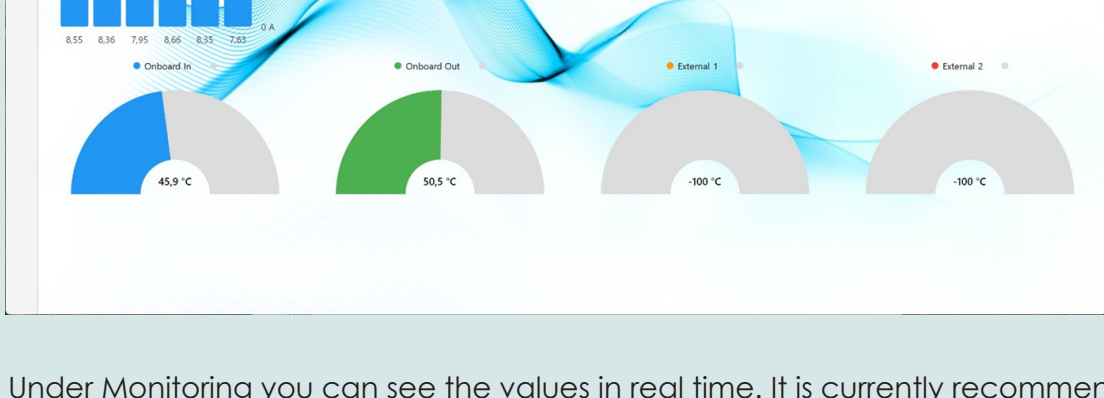 0 A
8,55 8,36 7,95 8,66 8,35 7,63
Onboard In Onboard Out External 1 External 2
45,9 °C 50,5 °C -100 °C -100 °C
Under Monitoring you can see the values in real time. It is currently recommen